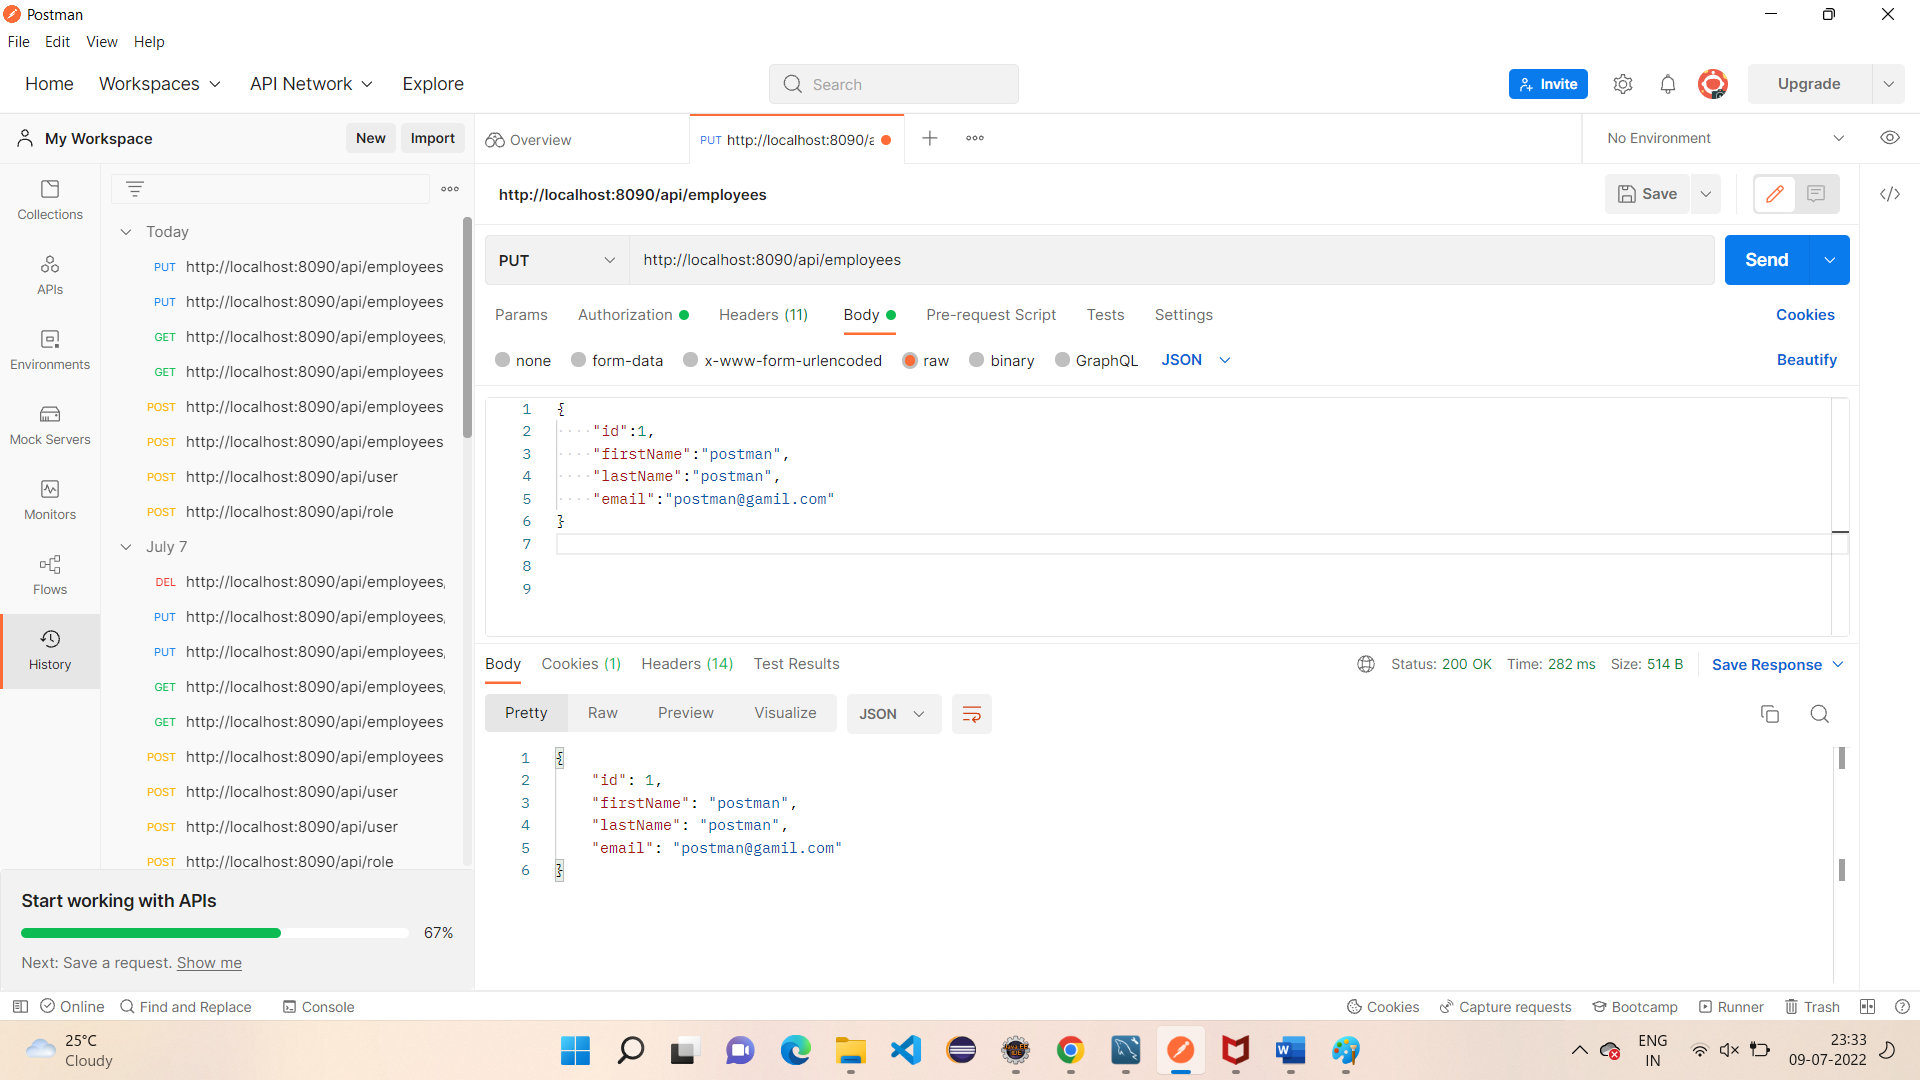 Postman
File Edit View Help
Home Workspaces API Network Explore
Search
Invite
Upgrade
My Workspace
New
Import
Overview
PUT http://localhost:8090/a
No Environment
Collections
APIs
Environments
Mock Servers
Monitors
Flows
History
Today
PUT http://localhost:8090/api/employees
PUT http://localhost:8090/api/employees
GET http://localhost:8090/api/employees,
GET http://localhost:8090/api/employees
POST http://localhost:8090/api/employees
POST http://localhost:8090/api/employees
POST http://localhost:8090/api/user
POST http://localhost:8090/api/role
July 7
DEL http://localhost:8090/api/employees,
PUT http://localhost:8090/api/employees,
PUT http://localhost:8090/api/employees,
GET http://localhost:8090/api/employees,
GET http://localhost:8090/api/employees
POST http://localhost:8090/api/employees
POST http://localhost:8090/api/user
POST http://localhost:8090/api/user
POST http://localhost:8090/api/role
Start working with APIs
67%
Next: Save a request. Show me
http://localhost:8090/api/employees
Save
</>
PUT http://localhost:8090/api/employees
Send
Params Authorization Headers (11) Body Pre-request Script Tests Settings
Cookies
none form-data x-www-form-urlencoded raw binary GraphQL JSON
Beautify
1 {
2 "id":1,
3 "firstName":"postman",
4 "lastName":"postman",
5 "email":"postman@gamil.com"
6 }
7
8
9
Body Cookies (1) Headers (14) Test Results
Status: 200 OK Time: 282 ms Size: 514 B
Save Response
Pretty Raw Preview Visualize JSON
1 {
2 "id": 1,
3 "firstName": "postman",
4 "lastName": "postman",
5 "email": "postman@gamil.com"
6 }
Online Find and Replace Console
Cookies Capture requests Bootcamp Runner Trash
25°C
Cloudy
ENG
IN
23:33
09-07-2022